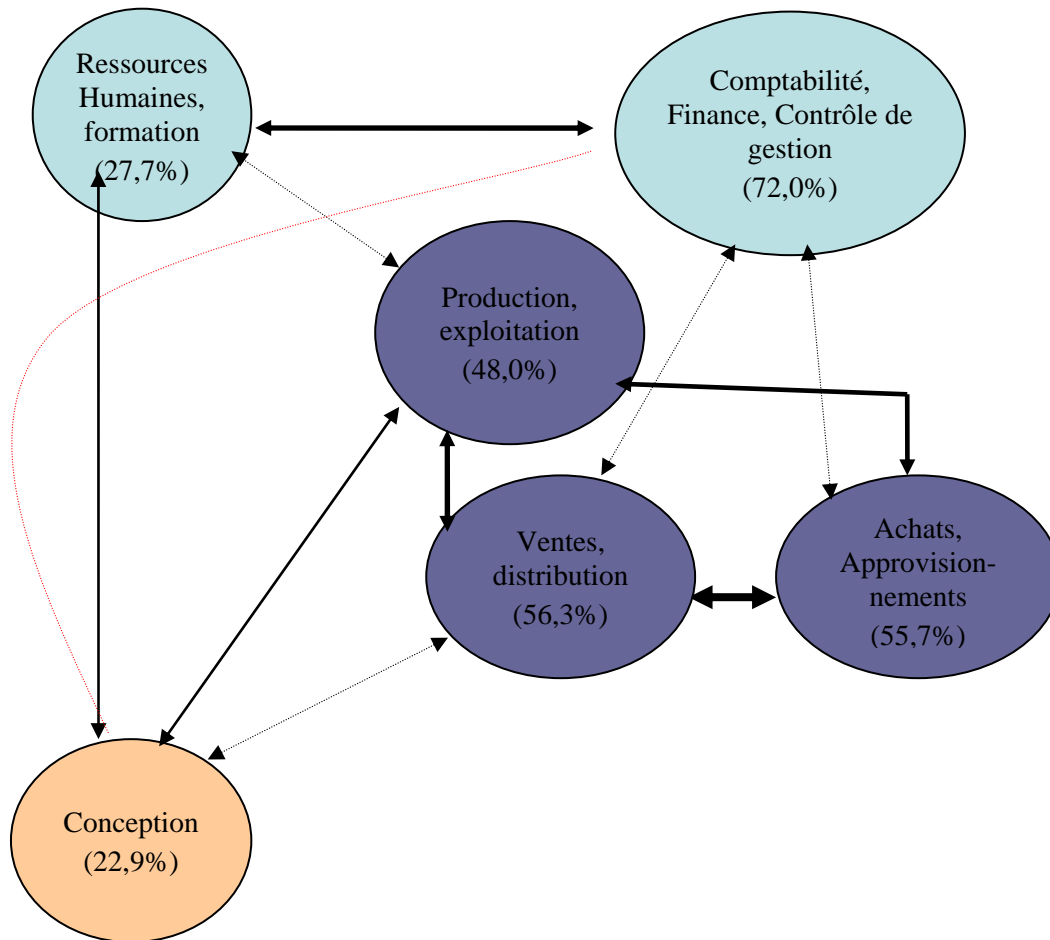 Ressources
Humaines,
formation
(27,7%)
Comptabilité,
Finance, Contrôle de
gestion
(72,0%)
Production,
exploitation
(48,0%)
Ventes,
distribution
(56,3%)
Achats,
Approvision-
nements
(55,7%)
Conception
(22,9%)